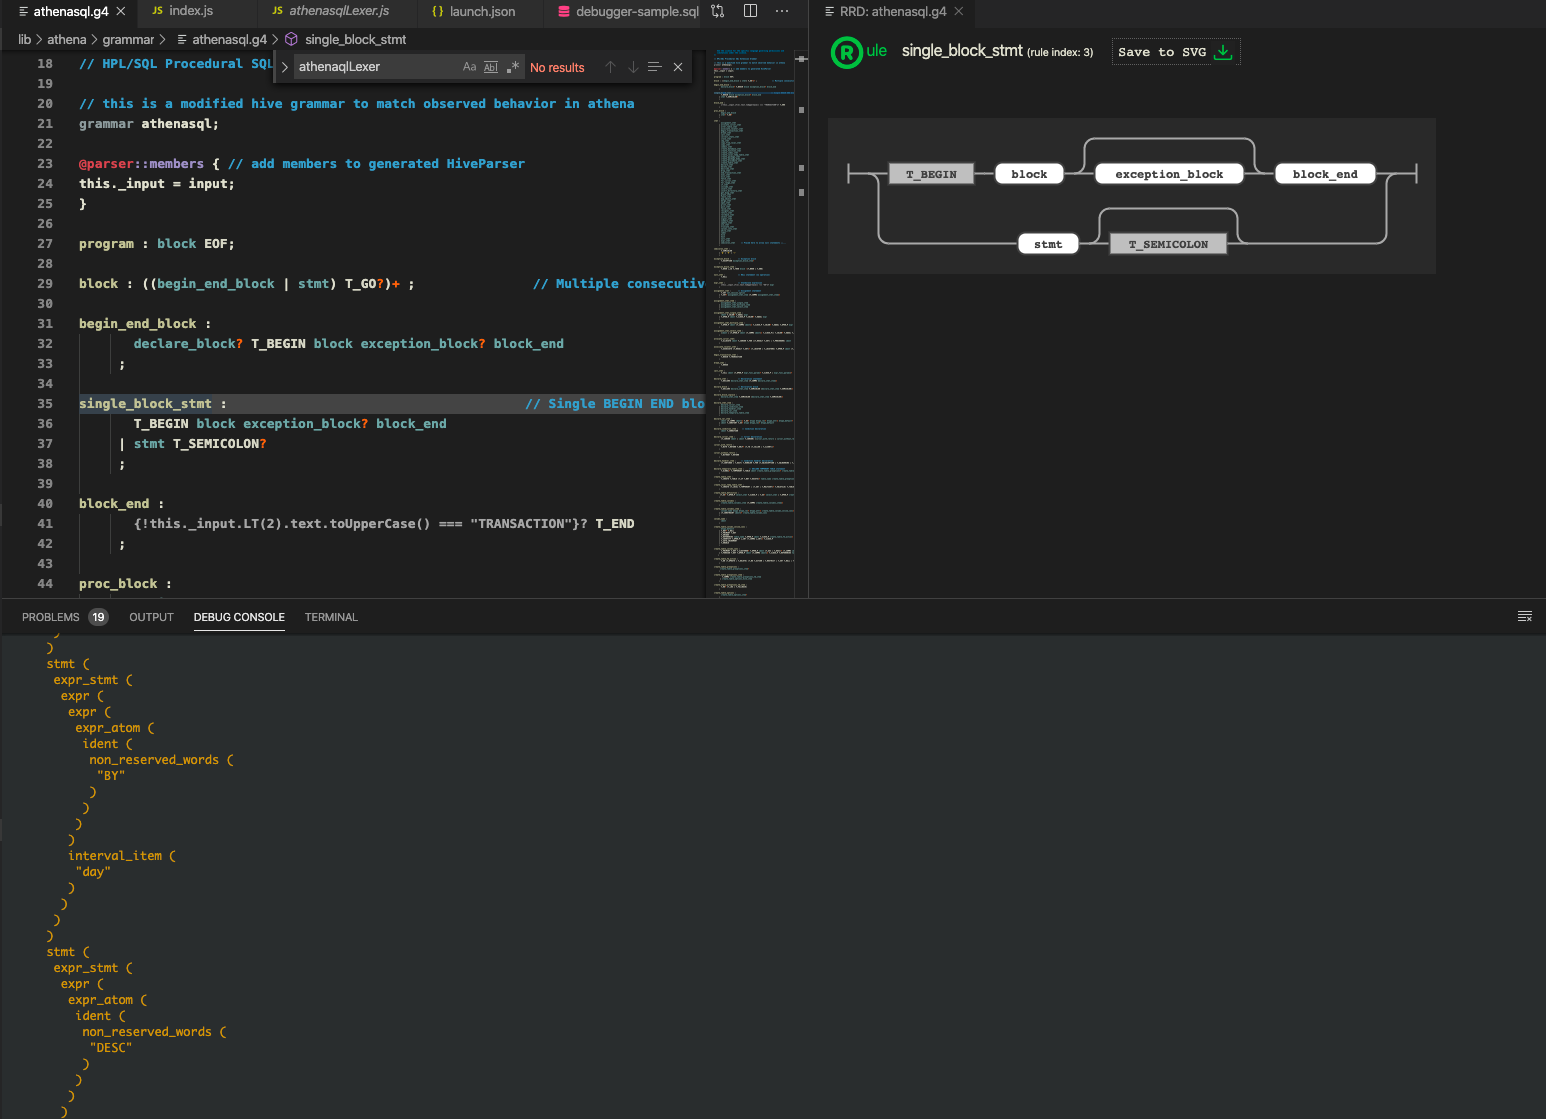 athenasql.g4
index.js
athenasqlLexer.js
launch.json
debugger-sample.sql
RRD: athenasql.g4
lib > athena > grammar > athenasql.g4 > single_block_stmt
athenaqlLexer
Aa
Abl
No results
18 // HPL/SQL Procedural SQL
19
20 // this is a modified hive grammar to match observed behavior in athena
21 grammar athenasql;
22
23 @parser::members { // add members to generated HiveParser
24 this._input = input;
25 }
26
27 program : block EOF;
28
29 block : ((begin_end_block | stmt) T_GO?)+ ; // Multiple consecutiv
30
31 begin_end_block :
32 declare_block? T_BEGIN block exception_block? block_end
33 ;
34
35 single_block_stmt : // Single BEGIN END blo
36 T_BEGIN block exception_block? block_end
37 | stmt T_SEMICOLON?
38 ;
39
40 block_end :
41 {!this._input.LT(2).text.toUpperCase() === "TRANSACTION"}? T_END
42 ;
43
44 proc_block :
Rule single_block_stmt (rule index: 3) Save to SVG
T_BEGIN block exception_block block_end
stmt T_SEMICOLON
PROBLEMS 19 OUTPUT DEBUG CONSOLE TERMINAL
)
)
stmt (
expr_stmt (
expr (
expr (
expr_atom (
ident (
non_reserved_words (
"BY"
)
)
)
)
interval_item (
"day"
)
)
)
)
stmt (
expr_stmt (
expr (
expr_atom (
ident (
non_reserved_words (
"DESC"
)
)
)
)